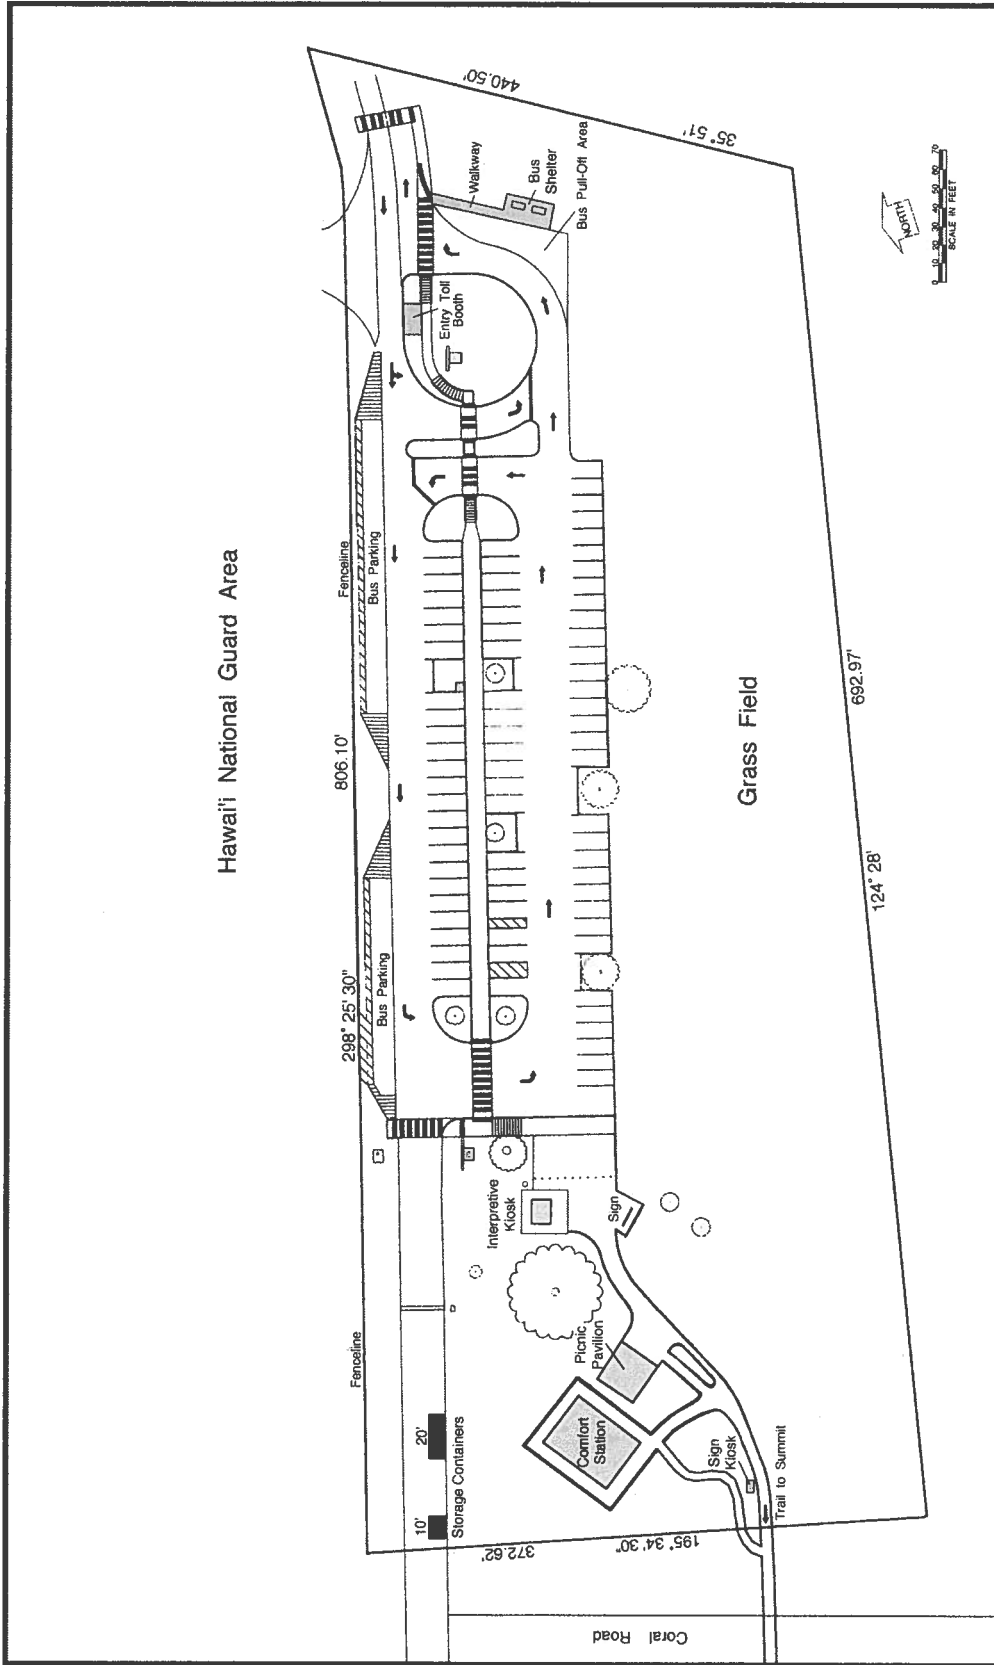 Hawai'i National Guard Area
440.50'
35° 51'
Walkway
Bus
Shelter
Bus Pull-Off Area
Entry Toll
Booth
NORTH
0 10 20 30 40 50 60 70
SCALE IN FEET
Fenceline
Bus Parking
806.10'
298° 25' 30"
Bus Parking
Grass Field
692.97'
124° 28'
Interpretive
Kiosk
Sign
Fenceline
Picnic
Pavilion
Comfort
Station
Sign
Kiosk
Trail to Summit
20'
10'
Storage Containers
372.62'
195° 34' 30"
Coral Road